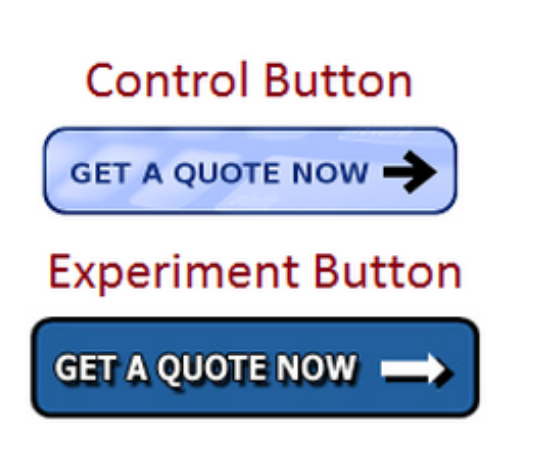 Control Button
GET A QUOTE NOW
Experiment Button
GET A QUOTE NOW